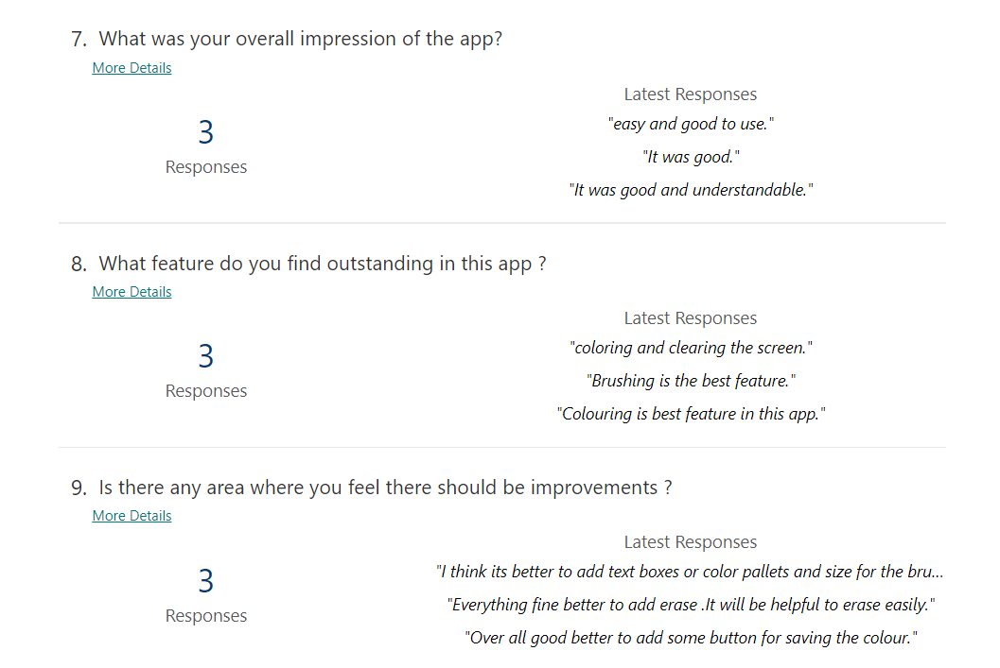 7. What was your overall impression of the app?
More Details
3
Responses
Latest Responses
"easy and good to use."
"It was good."
"It was good and understandable."
8. What feature do you find outstanding in this app ?
More Details
3
Responses
Latest Responses
"coloring and clearing the screen."
"Brushing is the best feature."
"Colouring is best feature in this app."
9. Is there any area where you feel there should be improvements ?
More Details
3
Responses
Latest Responses
"I think its better to add text boxes or color pallets and size for the bru...
"Everything fine better to add erase .It will be helpful to erase easily."
"Over all good better to add some button for saving the colour."